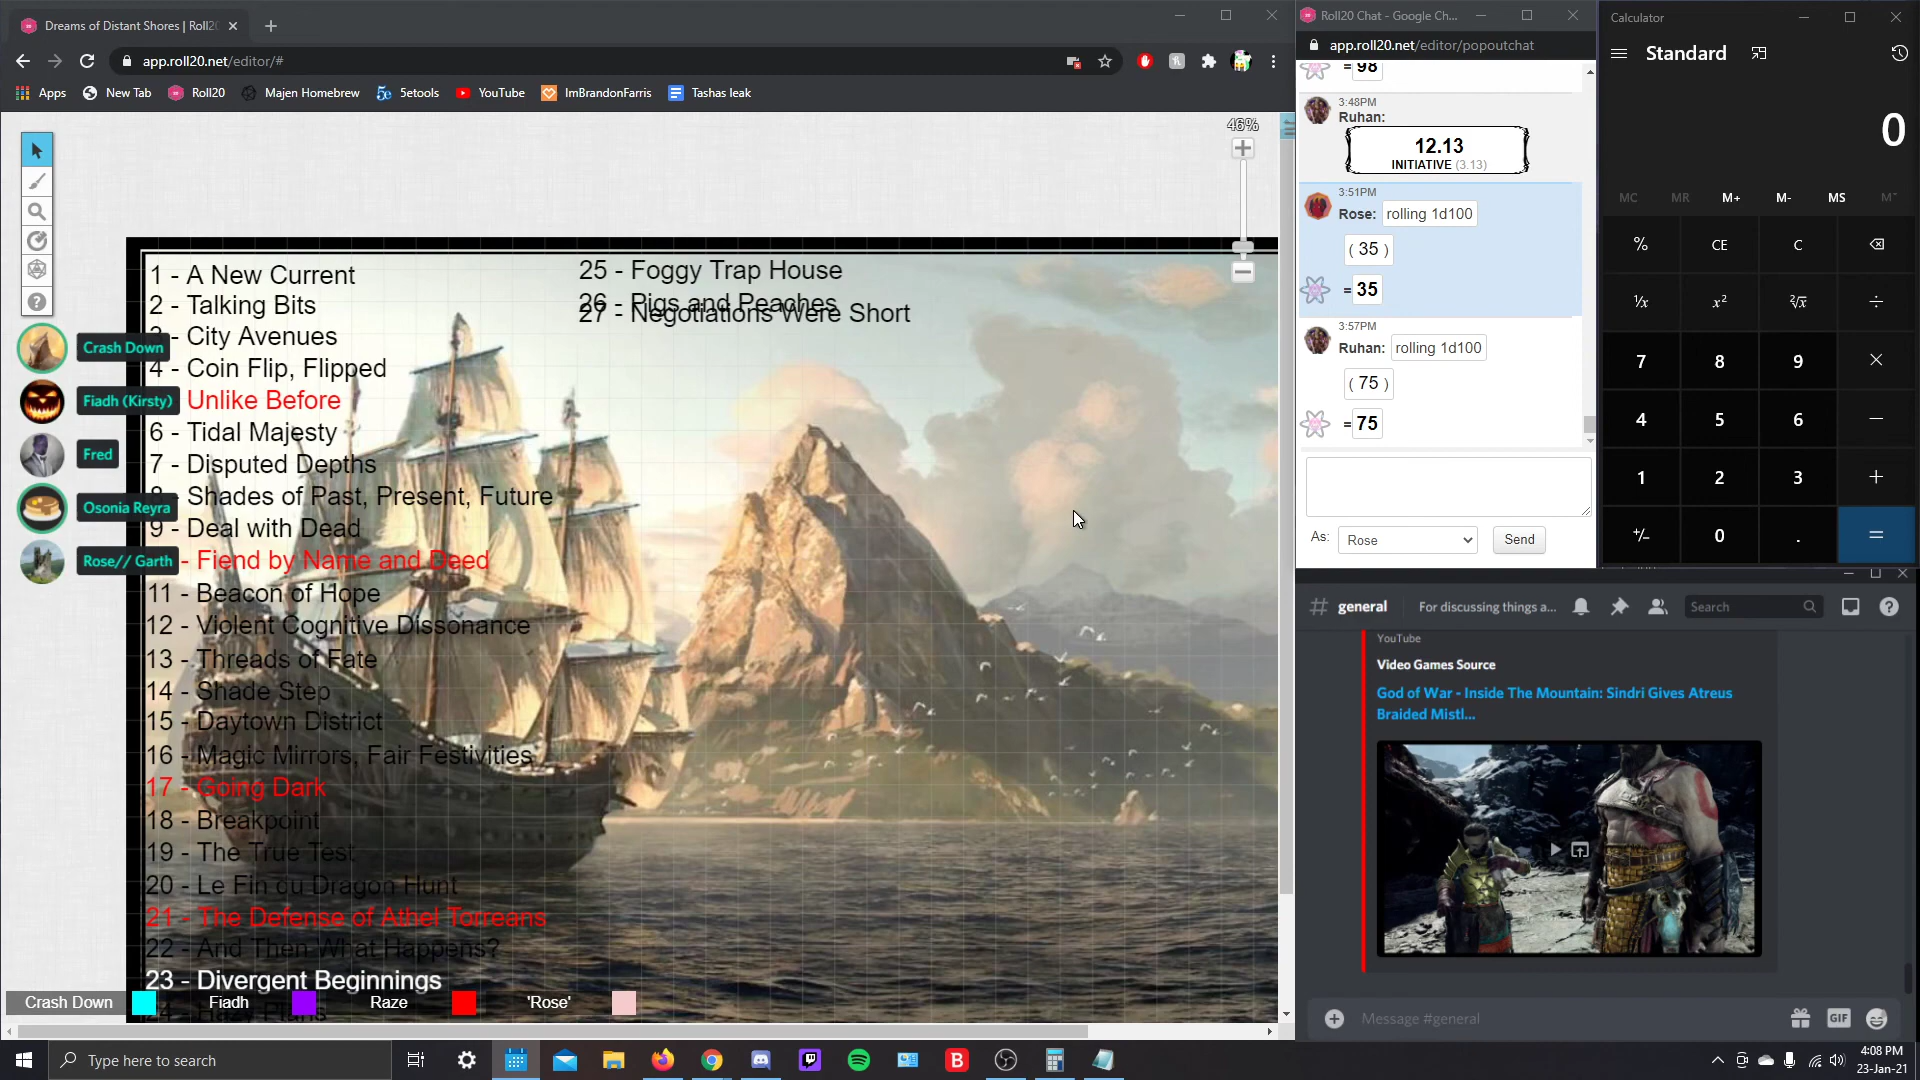 Dreams of Distant Shores | Roll20
app.roll20.net/editor/#
Apps
New Tab
Roll20
Majen Homebrew
5etools
YouTube
ImBrandonFarris
Tashas leak
46%
1 - A New Current
2 - Talking Bits
3 - City Avenues
4 - Coin Flip, Flipped
Unlike Before
6 - Tidal Majesty
7 - Disputed Depths
8 - Shades of Past, Present, Future
9 - Deal with Dead
- Fiend by Name and Deed
11 - Beacon of Hope
12 - Violent Cognitive Dissonance
13 - Threads of Fate
14 - Shade Step
15 - Daytown District
16 - Magic Mirrors, Fair Festivities
17 - Going Dark
18 - Breakpoint
19 - The True Test
20 - Le Fin du Dragon Hunt
21 - The Defense of Athel Torreans
22 - And Then What Happens?
23 - Divergent Beginnings
24 - Hazy Plans
25 - Foggy Trap House
26 - Pigs and Peaches
27 - Negotiations Were Short
Crash Down
Fiadh (Kirsty)
Fred
Osonia Reyra
Rose// Garth
Crash Down
Fiadh
Raze
'Rose'
Roll20 Chat - Google Ch...
app.roll20.net/editor/popoutchat
=98
3:48PM
Ruhan:
12.13
INITIATIVE (3.13)
3:51PM
Rose: rolling 1d100
(35)
=35
3:57PM
Ruhan: rolling 1d100
(75)
=75
As: Rose Send
Calculator
Standard
0
MC MR M+ M- MS M˅
% CE C
¹/x x² ²√x ÷
7 8 9 ×
4 5 6 −
1 2 3 +
+/- 0 . =
# general For discussing things a... Search
YouTube
Video Games Source
God of War - Inside The Mountain: Sindri Gives Atreus
Braided Mistl...
Message #general
GIF
Type here to search
4:08 PM
23-Jan-21